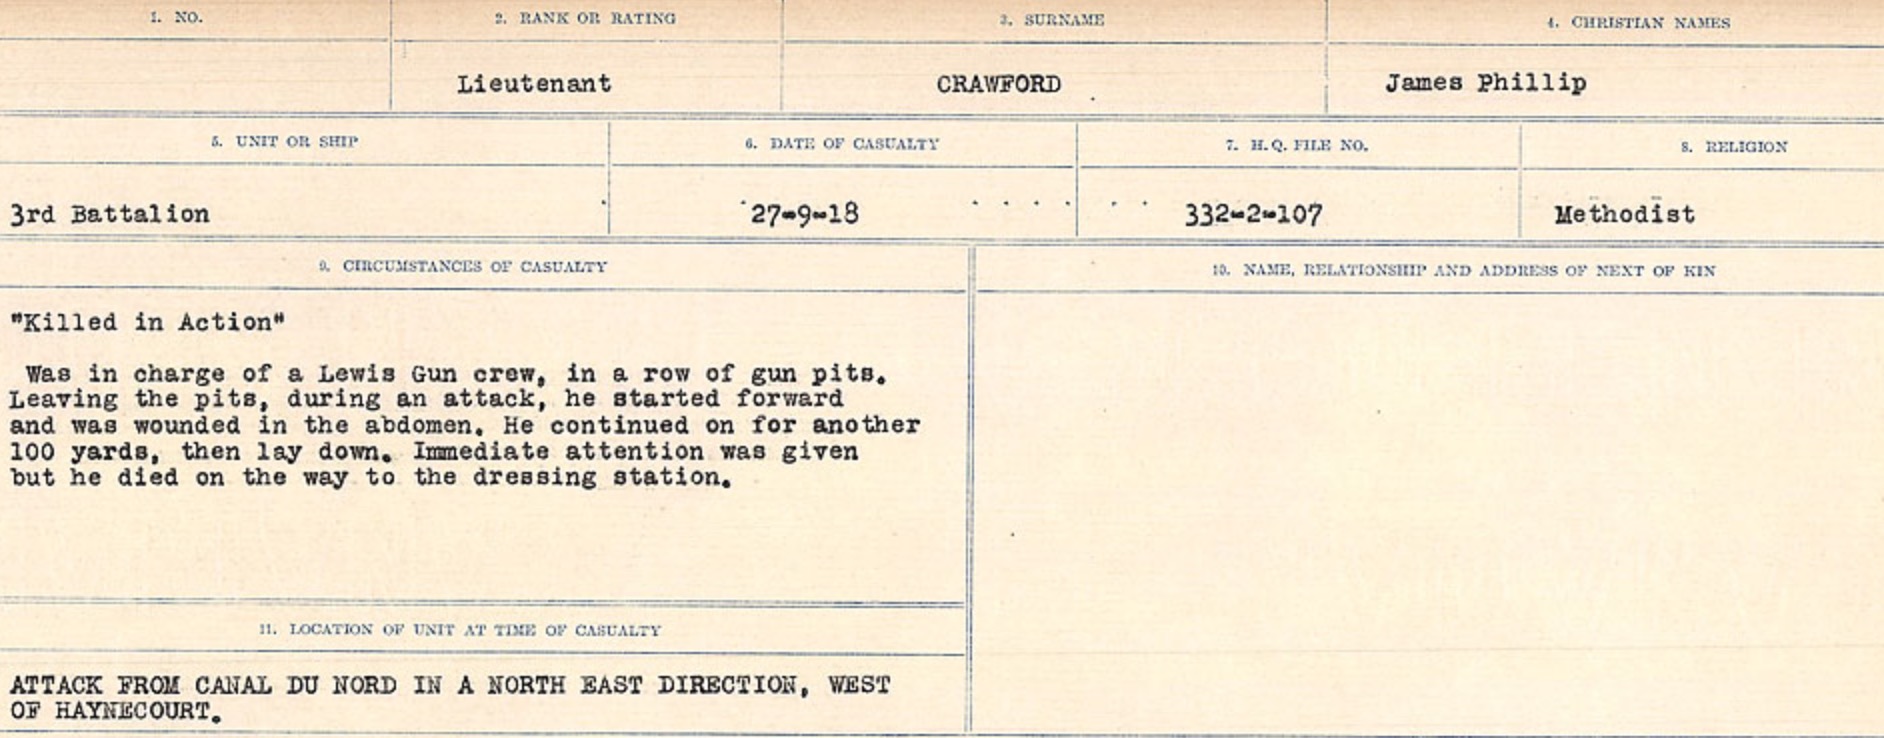 1. NO. 2. RANK OR RATING 3. SURNAME 4. CHRISTIAN NAMES
Lieutenant CRAWFORD James Phillip
5. UNIT OR SHIP 6. DATE OF CASUALTY 7. H.Q. FILE NO. 8. RELIGION
3rd Battalion 27-9-18 332-2-107 Methodist
9. CIRCUMSTANCES OF CASUALTY
"Killed in Action"
Was in charge of a Lewis Gun crew, in a row of gun pits.
Leaving the pits, during an attack, he started forward
and was wounded in the abdomen. He continued on for another
100 yards, then lay down. Immediate attention was given
but he died on the way to the dressing station.
10. NAME, RELATIONSHIP AND ADDRESS OF NEXT OF KIN
11. LOCATION OF UNIT AT TIME OF CASUALTY
ATTACK FROM CANAL DU NORD IN A NORTH EAST DIRECTION, WEST
OF HAYNECOURT.